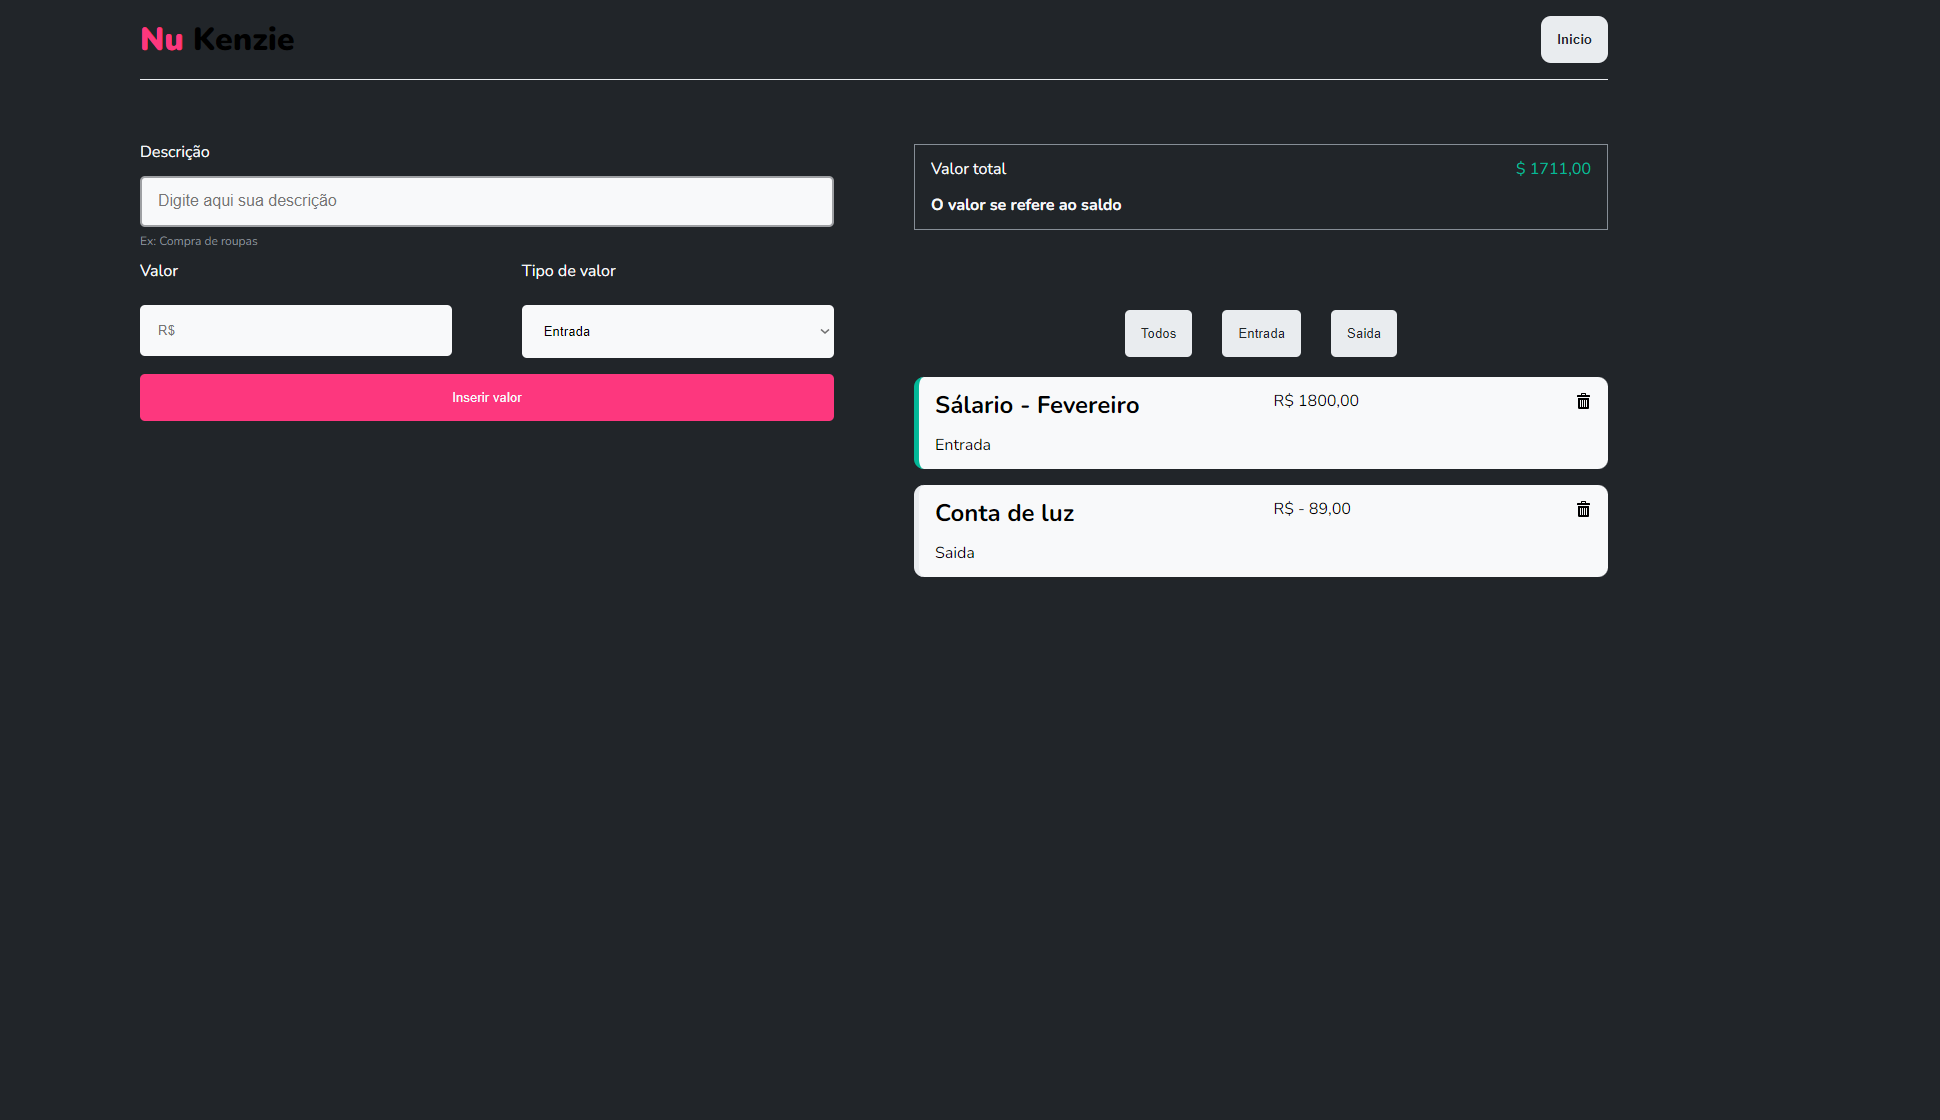 Nu Kenzie
Inicio
Descrição
Digite aqui sua descrição
Ex: Compra de roupas
Valor
Tipo de valor
R$
Entrada
Inserir valor
Valor total
$ 1711,00
O valor se refere ao saldo
Todos
Entrada
Saida
Sálario - Fevereiro
R$ 1800,00
Entrada
Conta de luz
R$ - 89,00
Saida